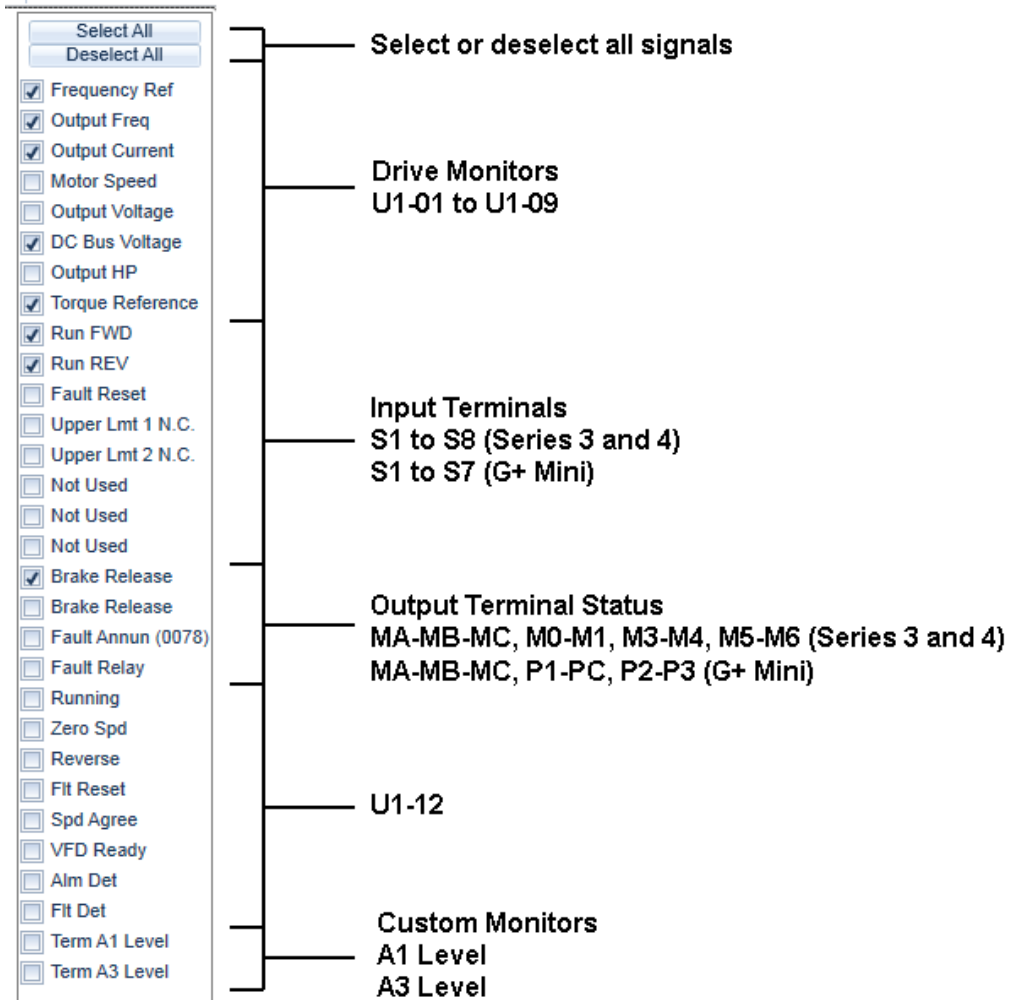 Select All
Deselect All
Frequency Ref
Output Freq
Output Current
Motor Speed
Output Voltage
DC Bus Voltage
Output HP
Torque Reference
Run FWD
Run REV
Fault Reset
Upper Lmt 1 N.C.
Upper Lmt 2 N.C.
Not Used
Not Used
Not Used
Brake Release
Brake Release
Fault Annun (0078)
Fault Relay
Running
Zero Spd
Reverse
Flt Reset
Spd Agree
VFD Ready
Alm Det
Flt Det
Term A1 Level
Term A3 Level
Select or deselect all signals
Drive Monitors
U1-01 to U1-09
Input Terminals
S1 to S8 (Series 3 and 4)
S1 to S7 (G+ Mini)
Output Terminal Status
MA-MB-MC, M0-M1, M3-M4, M5-M6 (Series 3 and 4)
MA-MB-MC, P1-PC, P2-P3 (G+ Mini)
U1-12
Custom Monitors
A1 Level
A3 Level